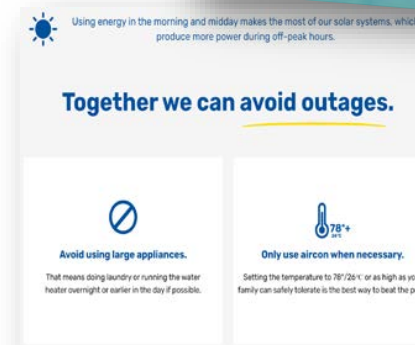 Using energy in the morning and midday makes the most of our solar systems, which
produce more power during off-peak hours.
Together we can avoid outages.
78°+
26°C
Avoid using large appliances.
That means doing laundry or running the water
heater overnight or earlier in the day if possible.
Only use aircon when necessary.
Setting the temperature to 78°/26°C or as high as
family can safely tolerate is the best way to beat the